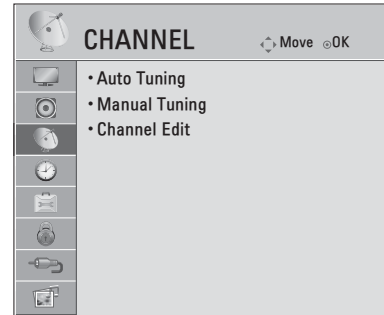 CHANNEL Move OK
• Auto Tuning
• Manual Tuning
• Channel Edit